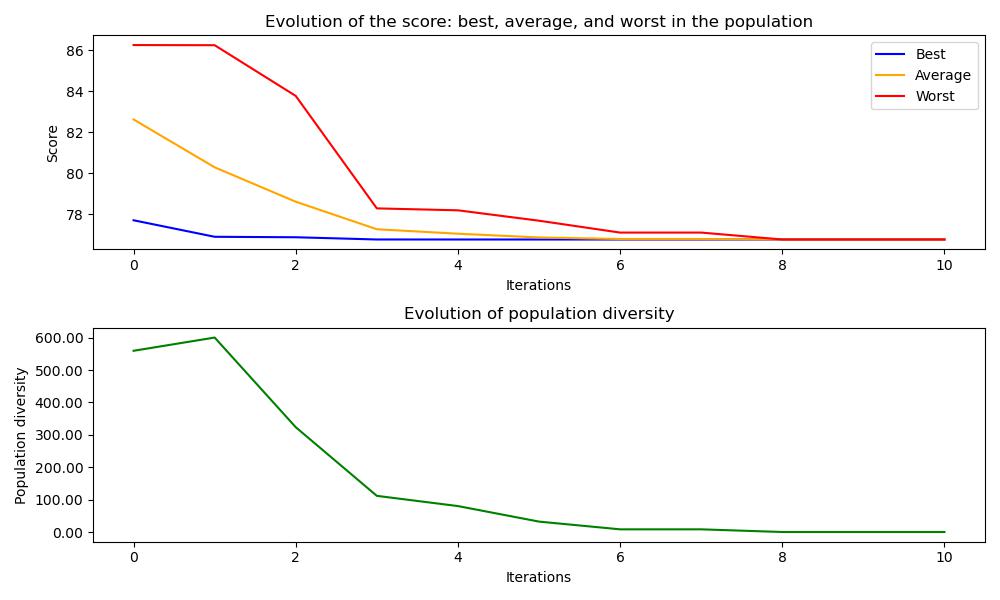 Evolution of the score: best, average, and worst in the population
86
84
82
80
78
Score
Best
Average
Worst
0 2 4 6 8 10
Iterations
Evolution of population diversity
600.00
500.00
400.00
300.00
200.00
100.00
0.00
Population diversity
0 2 4 6 8 10
Iterations